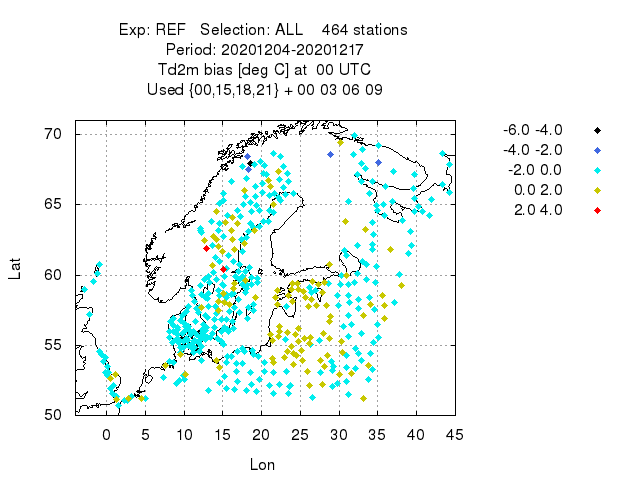 Exp: REF   Selection: ALL    464 stations
Period: 20201204-20201217
Td2m bias [deg C] at  00 UTC
Used {00,15,18,21} + 00 03 06 09
-6.0 -4.0
-4.0 -2.0
-2.0 0.0
0.0 2.0
2.0 4.0
70
65
60
55
50
Lat
0 5 10 15 20 25 30 35 40 45
Lon